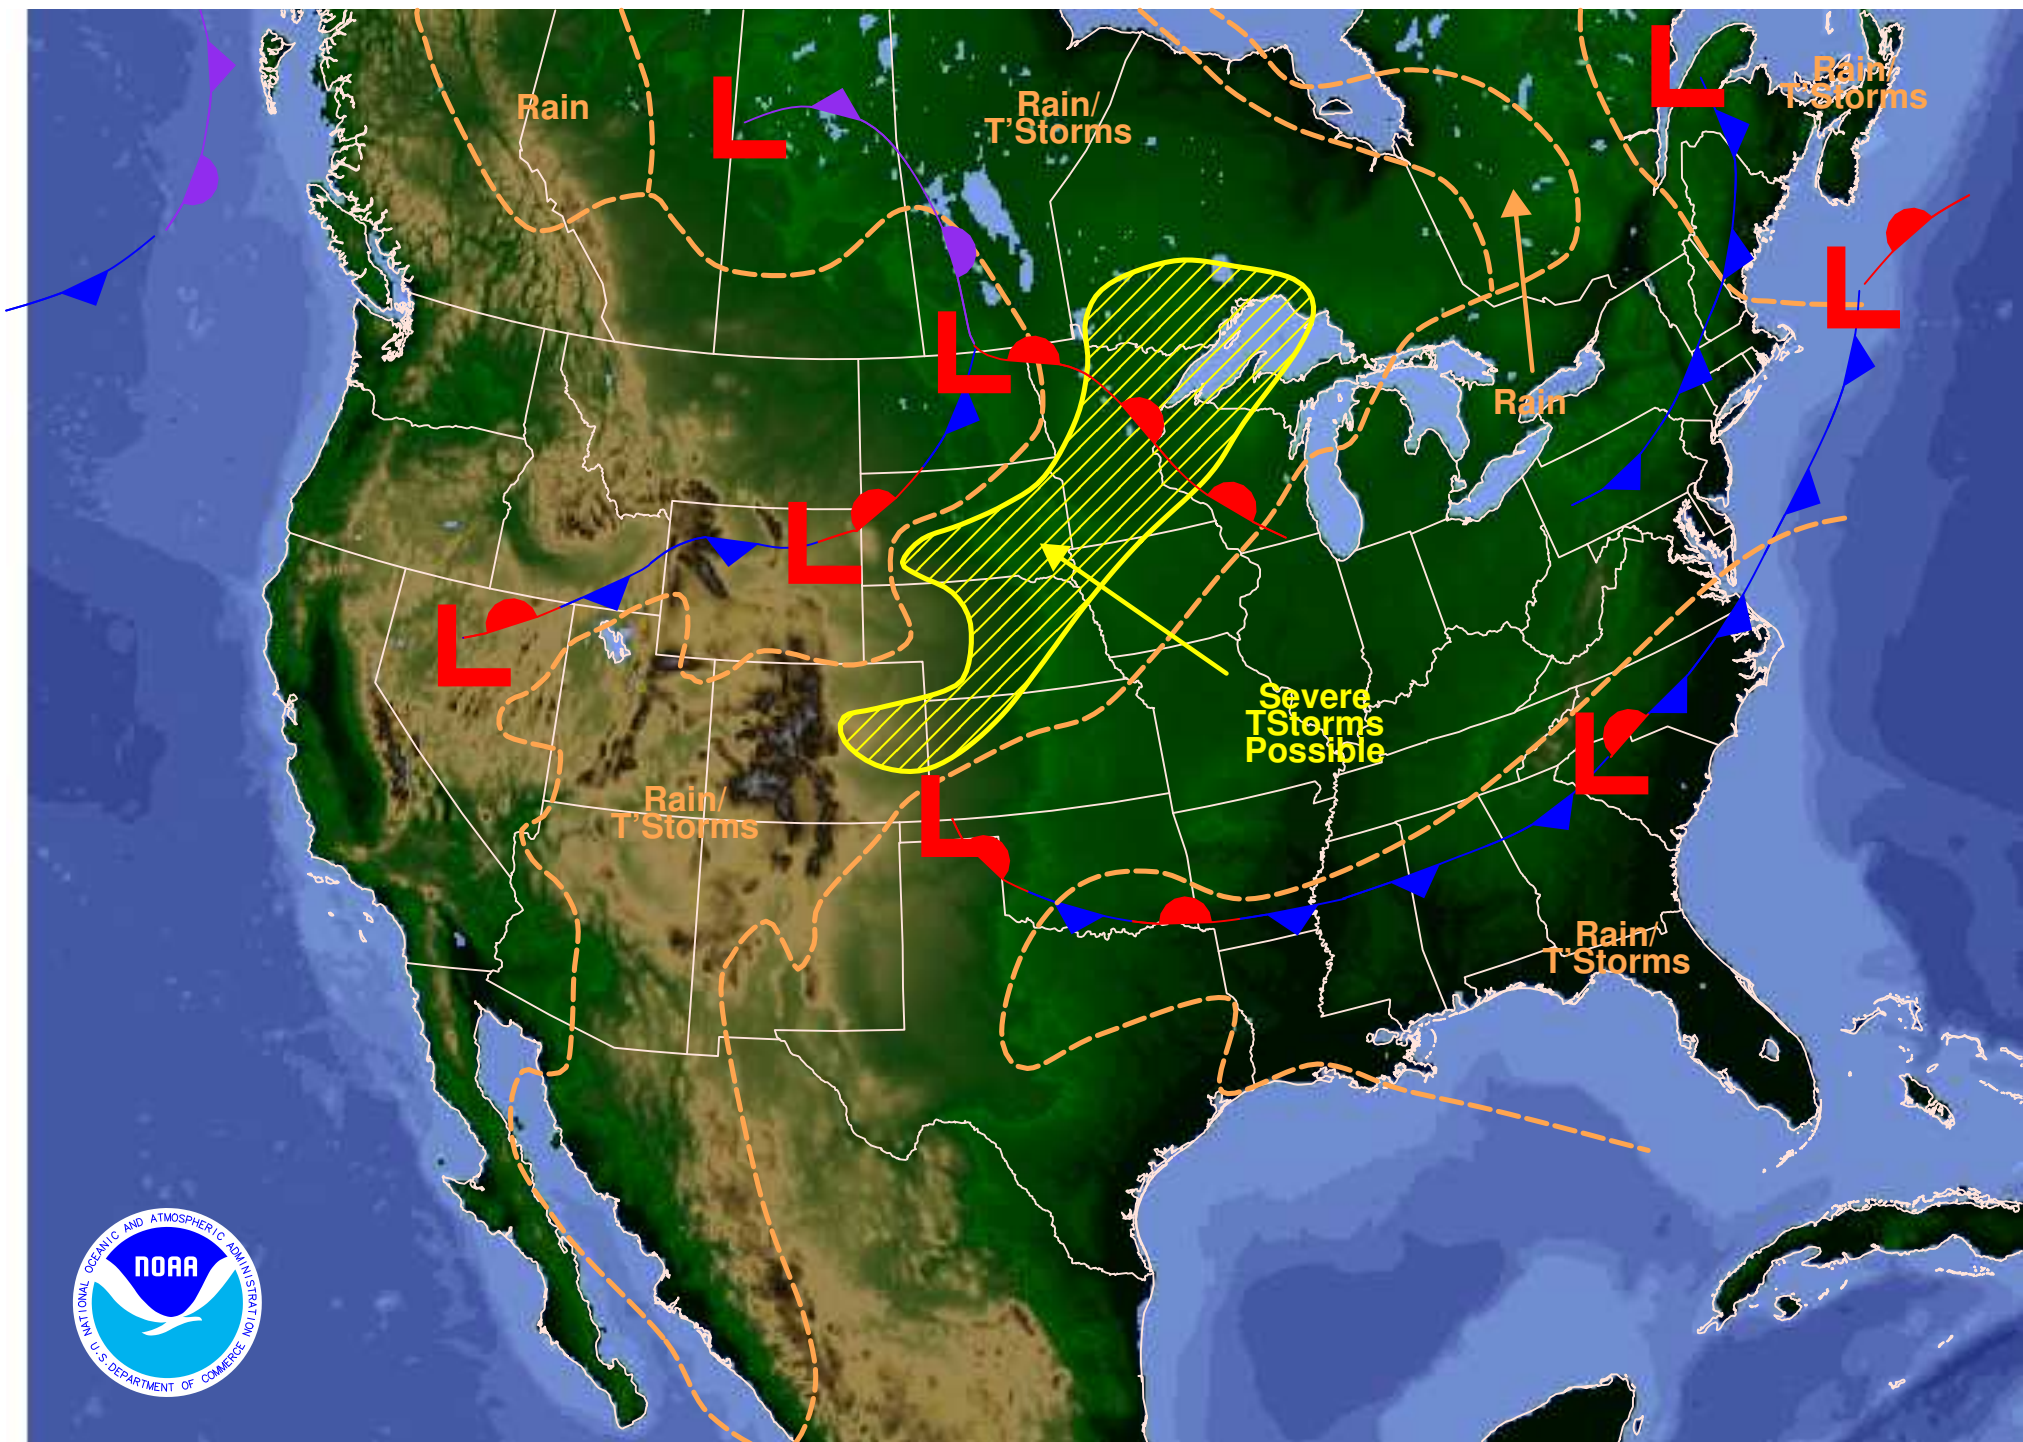 Rain
Rain/
T'Storms
Rain/
T'Storms
L
L
L
L
L
L
L
L
L
Rain
Severe
TStorms
Possible
Rain/
T'Storms
Rain/
T'Storms
NATIONAL OCEANIC AND ATMOSPHERIC ADMINISTRATION
NOAA
U.S. DEPARTMENT OF COMMERCE